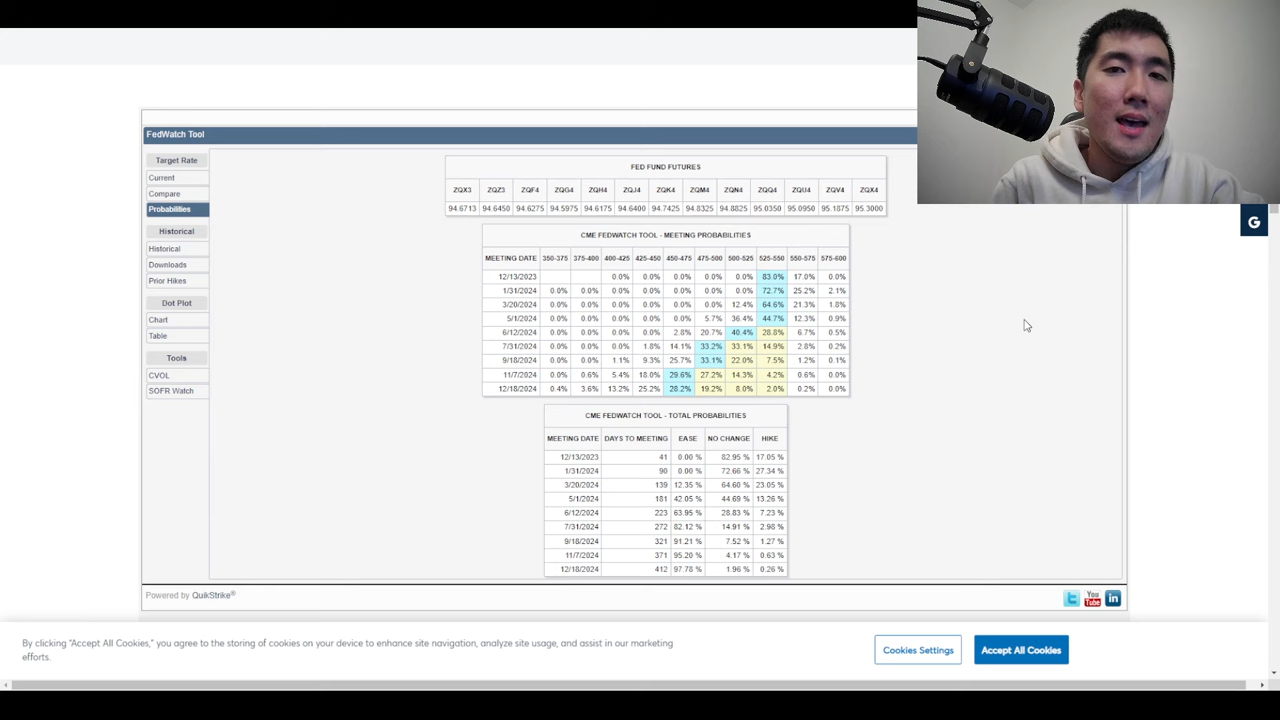 FedWatch Tool
Target Rate
Current
Compare
Probabilities
Historical
Historical
Downloads
Prior Hikes
Dot Plot
Chart
Table
Tools
CVOL
SOFR Watch
FED FUND FUTURES
ZQX3 ZQZ3 ZQF4 ZQG4 ZQH4 ZQJ4 ZQK4 ZQM4 ZQN4 ZQQ4 ZQU4 ZQV4 ZQX4
94.6713 94.6450 94.6275 94.5975 94.6175 94.6400 94.7425 94.8325 94.8825 95.0350 95.0950 95.1875 95.3000
CME FEDWATCH TOOL - MEETING PROBABILITIES
MEETING DATE 350-375 375-400 400-425 425-450 450-475 475-500 500-525 525-550 550-575 575-600
12/13/2023 0.0% 0.0% 0.0% 0.0% 0.0% 83.0% 17.0% 0.0%
1/31/2024 0.0% 0.0% 0.0% 0.0% 0.0% 0.0% 0.0% 72.7% 25.2% 2.1%
3/20/2024 0.0% 0.0% 0.0% 0.0% 0.0% 0.0% 12.4% 64.6% 21.3% 1.8%
5/1/2024 0.0% 0.0% 0.0% 0.0% 0.0% 5.7% 36.4% 44.7% 12.3% 0.9%
6/12/2024 0.0% 0.0% 0.0% 0.0% 2.8% 20.7% 40.4% 28.8% 6.7% 0.5%
7/31/2024 0.0% 0.0% 0.0% 1.8% 14.1% 33.2% 33.1% 14.9% 2.8% 0.2%
9/18/2024 0.0% 0.0% 1.1% 9.3% 25.7% 33.1% 22.0% 7.5% 1.2% 0.1%
11/7/2024 0.0% 0.6% 5.4% 18.0% 29.6% 27.2% 14.3% 4.2% 0.6% 0.0%
12/18/2024 0.4% 3.6% 13.2% 25.2% 28.2% 19.2% 8.0% 2.0% 0.2% 0.0%
CME FEDWATCH TOOL - TOTAL PROBABILITIES
MEETING DATE DAYS TO MEETING EASE NO CHANGE HIKE
12/13/2023 41 0.00 % 82.95 % 17.05 %
1/31/2024 90 0.00 % 72.66 % 27.34 %
3/20/2024 139 12.35 % 64.60 % 23.05 %
5/1/2024 181 42.05 % 44.69 % 13.26 %
6/12/2024 223 63.95 % 28.83 % 7.23 %
7/31/2024 272 82.12 % 14.91 % 2.98 %
9/18/2024 321 91.21 % 7.52 % 1.27 %
11/7/2024 371 95.20 % 4.17 % 0.63 %
12/18/2024 412 97.78 % 1.96 % 0.26 %
G
Powered by QuikStrike®
You Tube
in
By clicking “Accept All Cookies,” you agree to the storing of cookies on your device to enhance site navigation, analyze site usage, and assist in our marketing
efforts.
Cookies Settings
Accept All Cookies